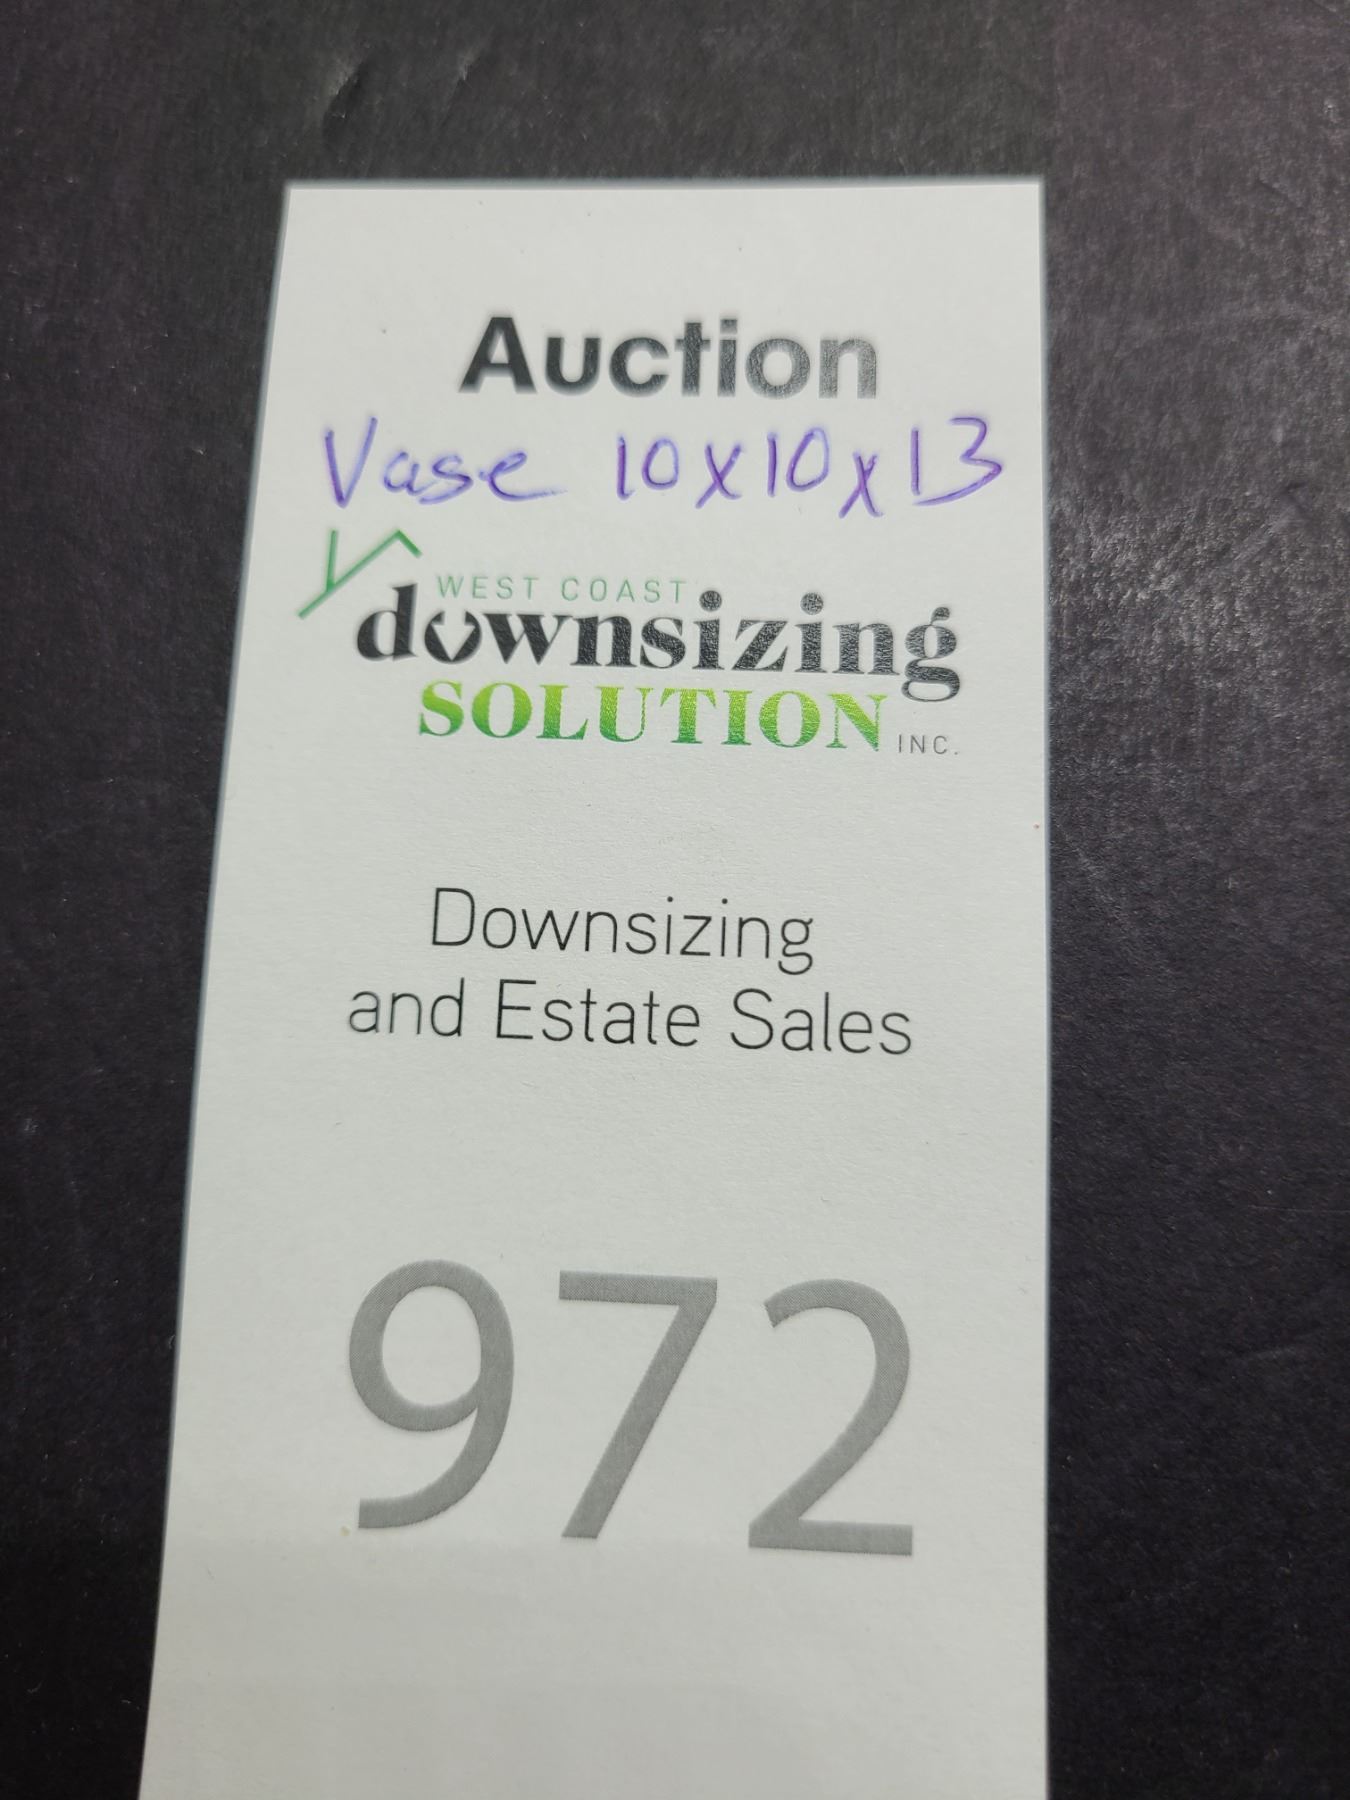 Auction
Vase 10x10x13
WEST COAST
downsizing
SOLUTION INC.
Downsizing
and Estate Sales
972